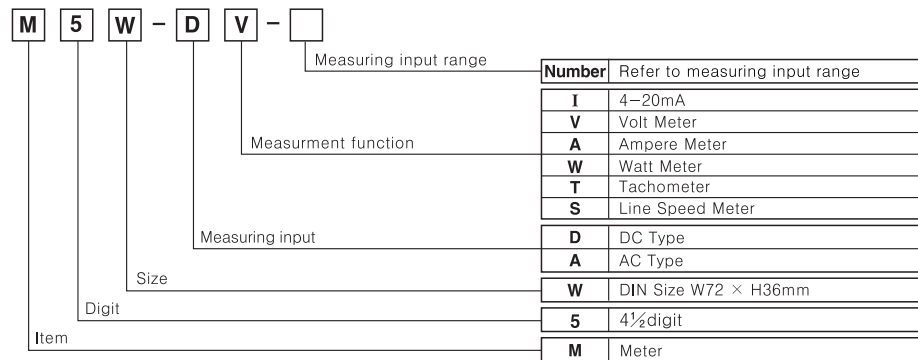 M 5 W - D V -
Measuring input range
Number Refer to measuring input range
I 4-20mA
V Volt Meter
Measurment function
A Ampere Meter
W Watt Meter
T Tachometer
S Line Speed Meter
Measuring input
D DC Type
A AC Type
Size
W DIN Size W72 × H36mm
Digit
5 4½digit
Item
M Meter